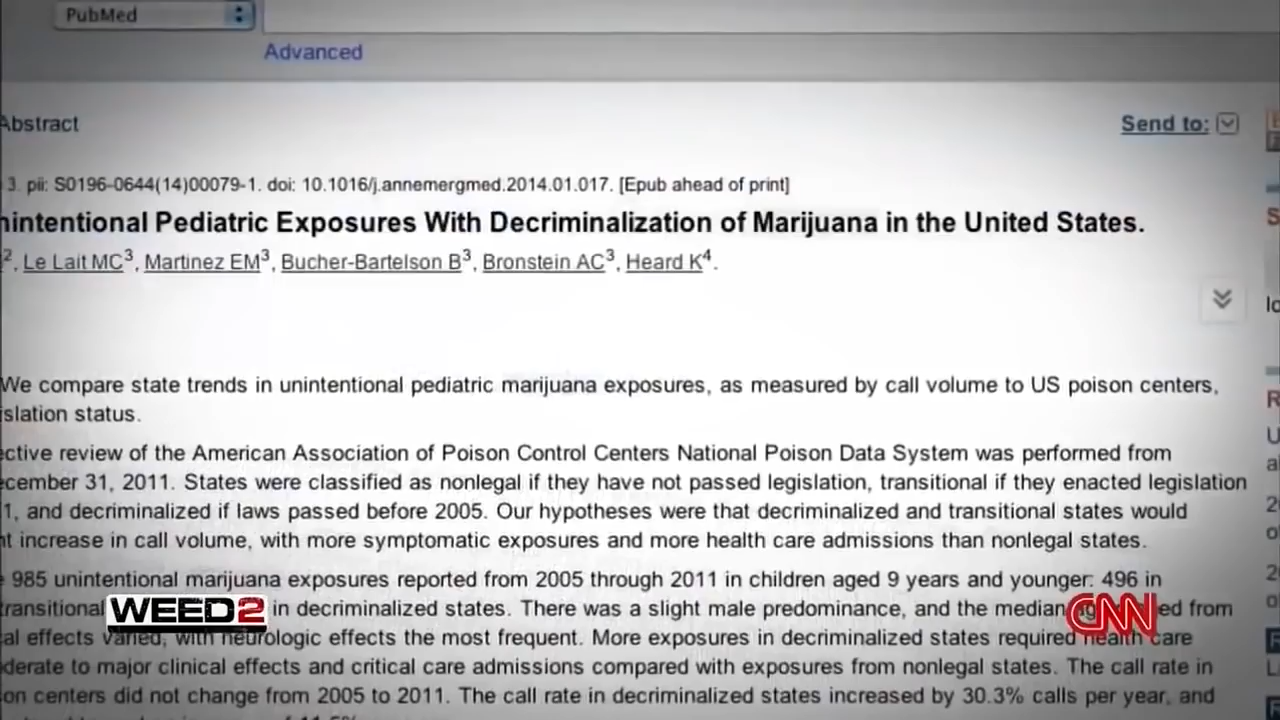 PubMed
Advanced
Abstract
Send to:
3. pii: S0196-0644(14)00079-1. doi: 10.1016/j.annemergmed.2014.01.017. [Epub ahead of print]
nintentional Pediatric Exposures With Decriminalization of Marijuana in the United States.
2, Le Lait MC3, Martinez EM3, Bucher-Bartelson B3, Bronstein AC3, Heard K4.
We compare state trends in unintentional pediatric marijuana exposures, as measured by call volume to US poison centers,
islation status.
ective review of the American Association of Poison Control Centers National Poison Data System was performed from
ecember 31, 2011. States were classified as nonlegal if they have not passed legislation, transitional if they enacted legislation
1, and decriminalized if laws passed before 2005. Our hypotheses were that decriminalized and transitional states would
nt increase in call volume, with more symptomatic exposures and more health care admissions than nonlegal states.
985 unintentional marijuana exposures reported from 2005 through 2011 in children aged 9 years and younger: 496 in
transitional in decriminalized states. There was a slight male predominance, and the median ed from
WEED2
CNN
al effects varied, with neurologic effects the most frequent. More exposures in decriminalized states required health care
derate to major clinical effects and critical care admissions compared with exposures from nonlegal states. The call rate in
on centers did not change from 2005 to 2011. The call rate in decriminalized states increased by 30.3% calls per year, and